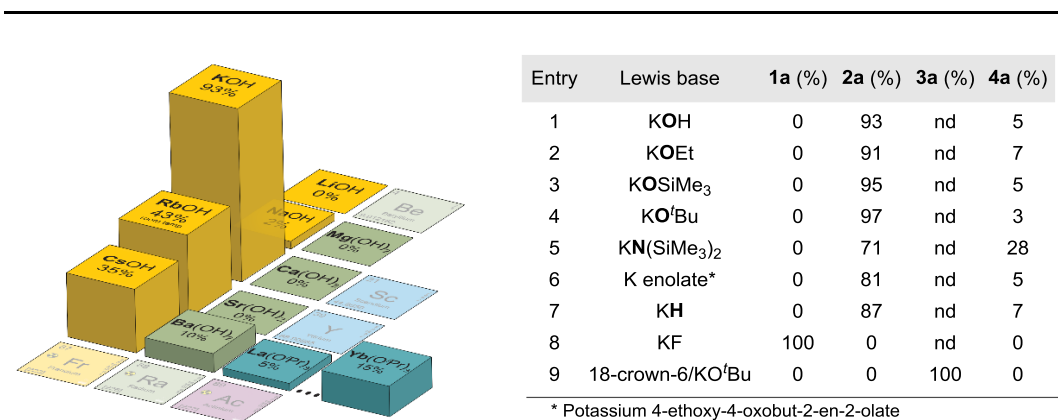 KOH
93%
LiOH
0%
Be
RbOH
43%
room temp
NaOH
2%
Mg(OH)2
0%
CsOH
35%
Ca(OH)2
0%
Sc
Sr(OH)2
0%
Y
Ba(OH)2
10%
La(OiPr)3
5%
Yb(OiPr)3
15%
Fr
Ra
Ac
Entry Lewis base 1a (%) 2a (%) 3a (%) 4a (%)
1 KOH 0 93 nd 5
2 KOEt 0 91 nd 7
3 KOSiMe3 0 95 nd 5
4 KOtBu 0 97 nd 3
5 KN(SiMe3)2 0 71 nd 28
6 K enolate* 0 81 nd 5
7 KH 0 87 nd 7
8 KF 100 0 nd 0
9 18-crown-6/KOtBu 0 0 100 0
* Potassium 4-ethoxy-4-oxobut-2-en-2-olate